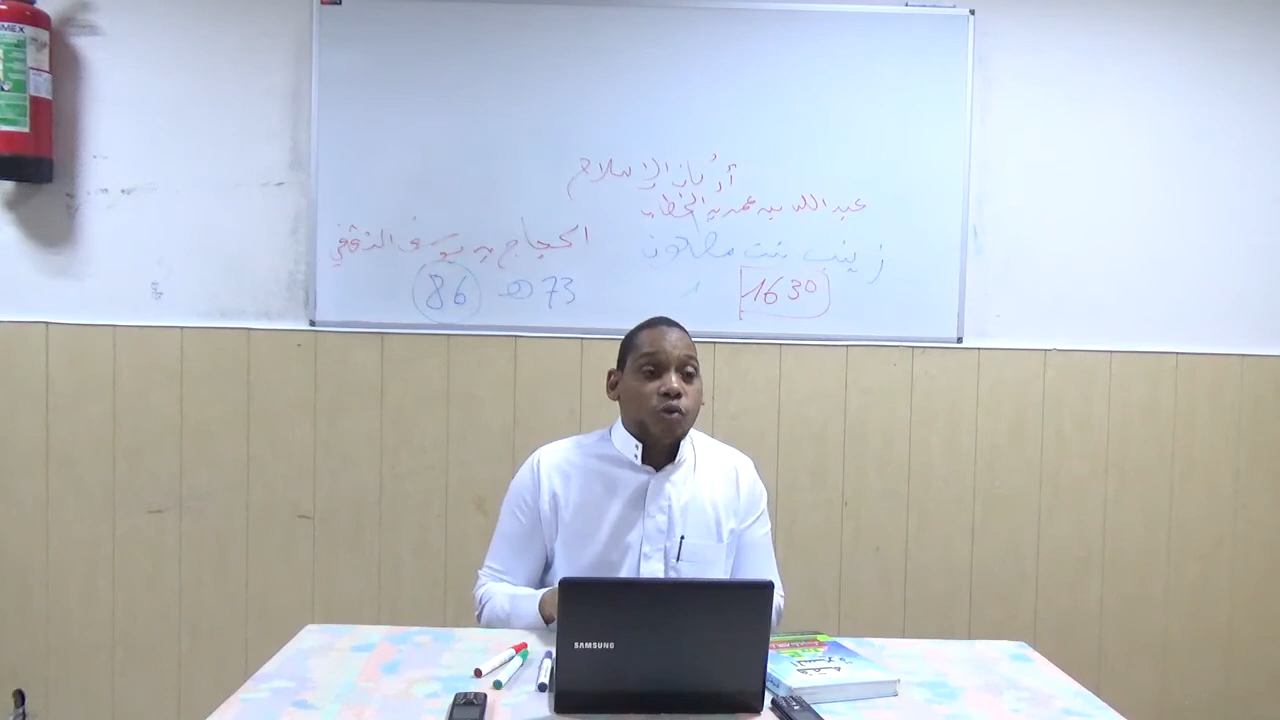 أركان الإسلام
عبد الله بن عمر بن الخطاب
زينب بنت مظعون
1630
الحجاج بن يوسف الثقفي
73 هـ 86
SAMSUNG